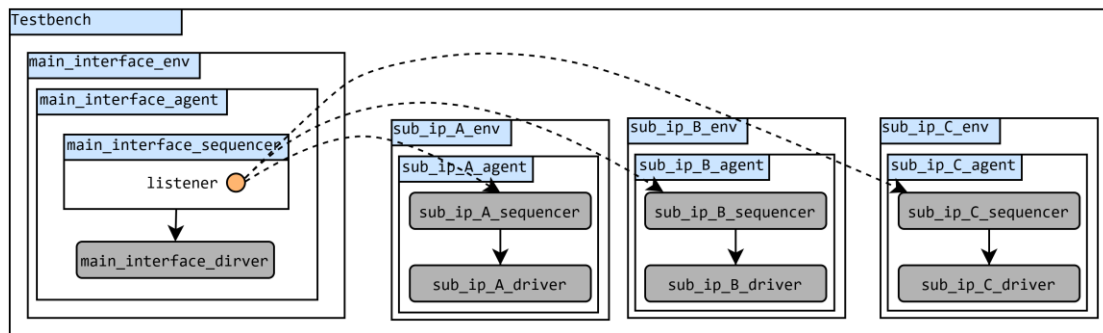 Testbench
main_interface_env
main_interface_agent
main_interface_sequencer
listener
main_interface_dirver
sub_ip_A_env
sub_ip_A_agent
sub_ip_A_sequencer
sub_ip_A_driver
sub_ip_B_env
sub_ip_B_agent
sub_ip_B_sequencer
sub_ip_B_driver
sub_ip_C_env
sub_ip_C_agent
sub_ip_C_sequencer
sub_ip_C_driver